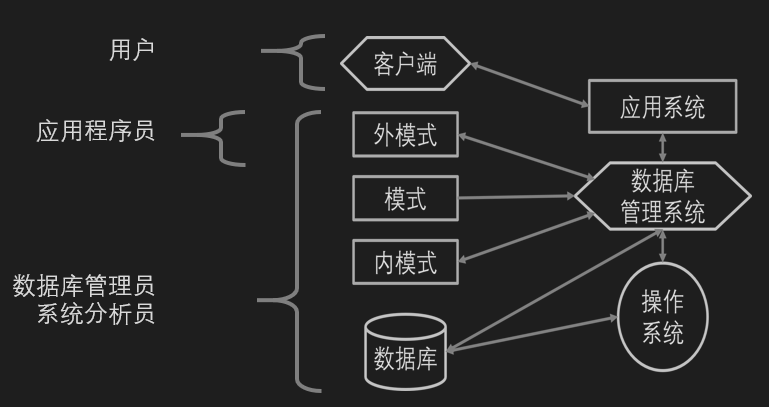 用户
客户端
应用系统
应用程序员
外模式
数据库
管理系统
模式
内模式
数据库管理员
系统分析员
操作
系统
数据库